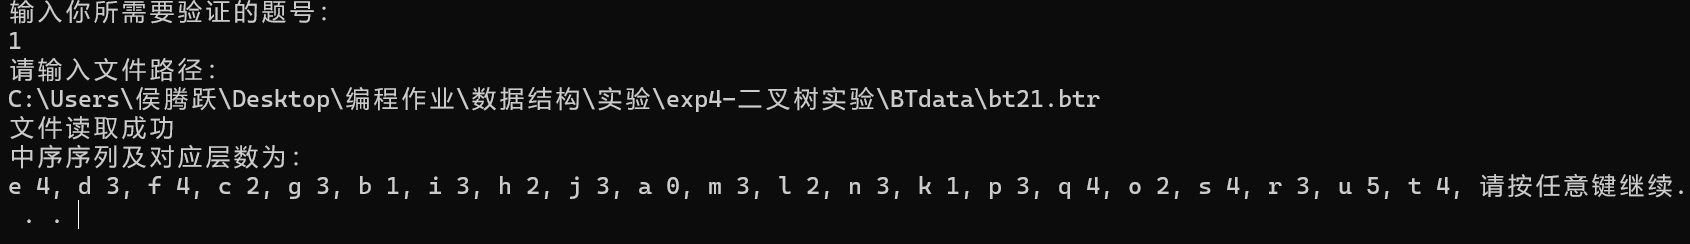 输入你所需要验证的题号：
1
请输入文件路径：
C:\Users\侯腾跃\Desktop\编程作业\数据结构\实验\exp4-二叉树实验\BTdata\bt21.btr
文件读取成功
中序序列及对应层数为：
e 4, d 3, f 4, c 2, g 3, b 1, i 3, h 2, j 3, a 0, m 3, l 2, n 3, k 1, p 3, q 4, o 2, s 4, r 3, u 5, t 4, 请按任意键继续.
. .